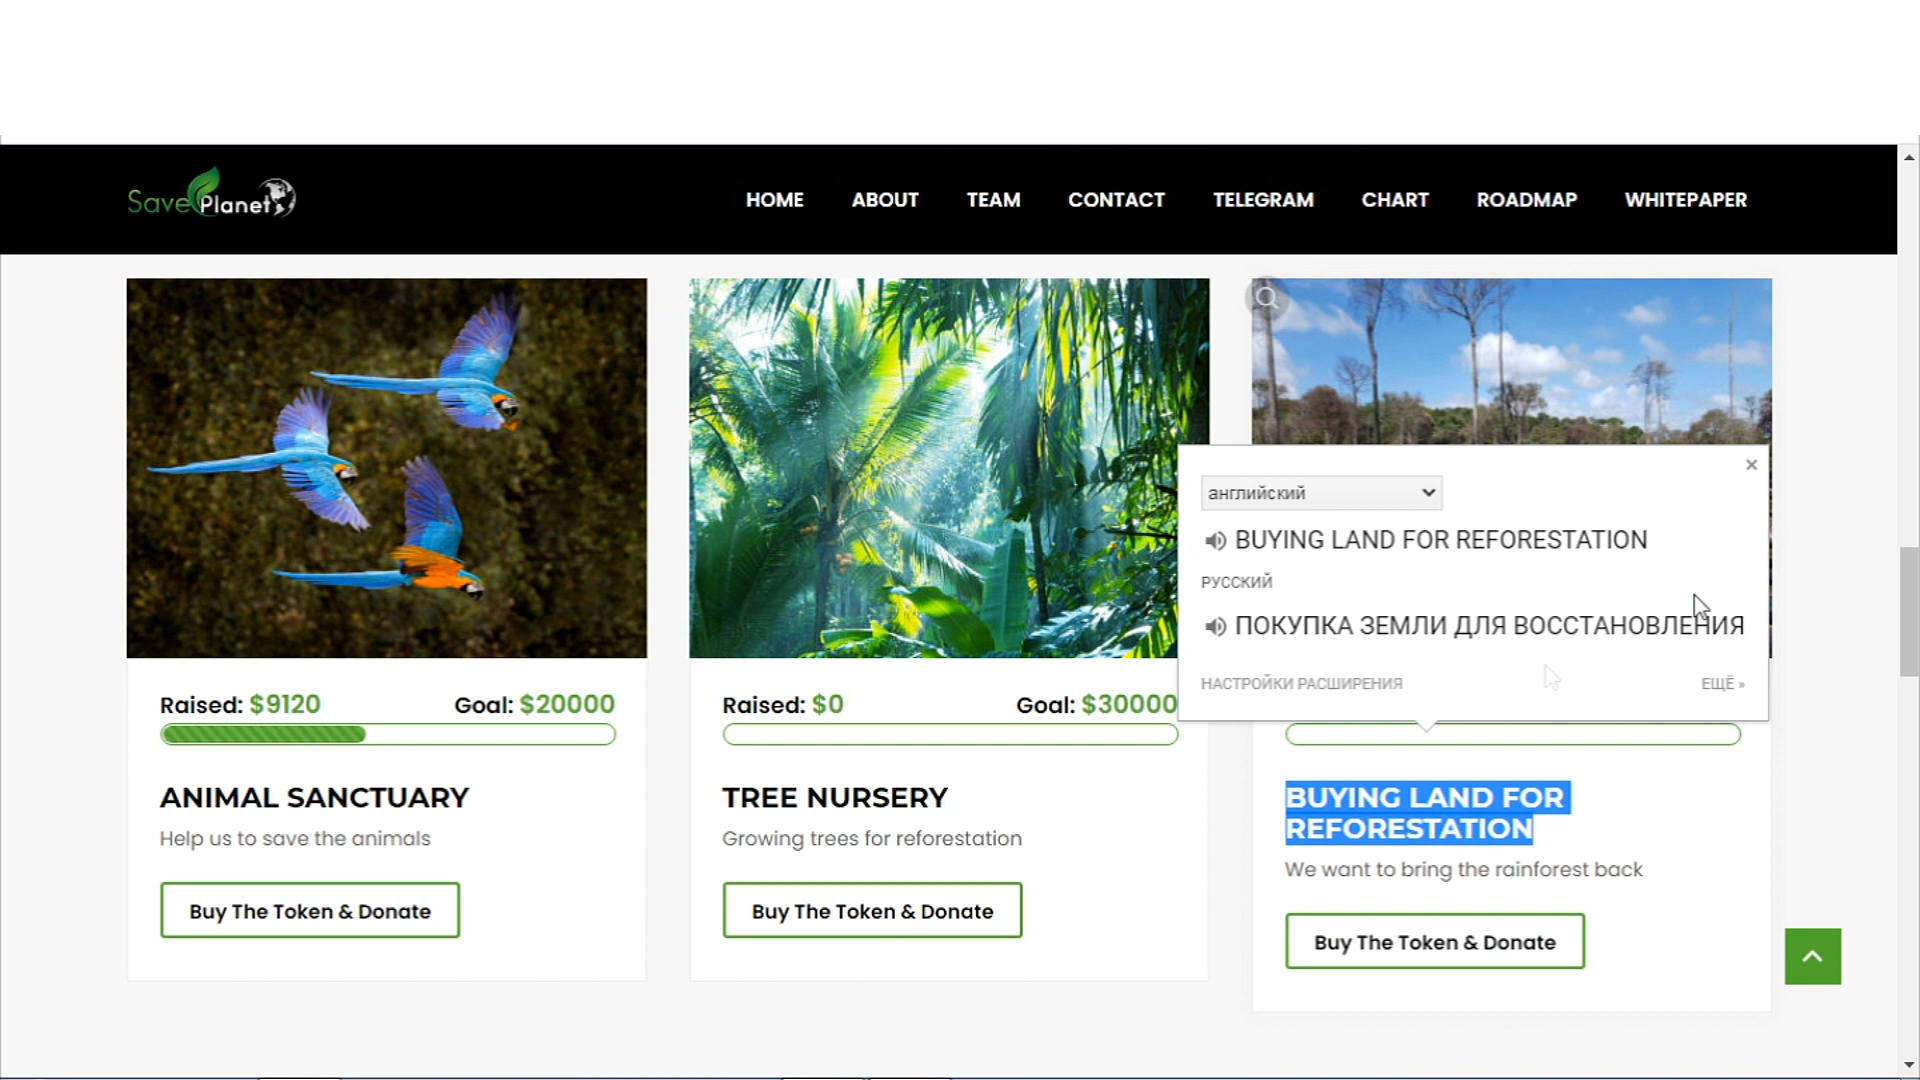 Save Planet
HOME ABOUT TEAM CONTACT TELEGRAM CHART ROADMAP WHITEPAPER
Raised: $9120 Goal: $20000
ANIMAL SANCTUARY
Help us to save the animals
Buy The Token & Donate
Raised: $0 Goal: $30000
TREE NURSERY
Growing trees for reforestation
Buy The Token & Donate
английский
BUYING LAND FOR REFORESTATION
РУССКИЙ
ПОКУПКА ЗЕМЛИ ДЛЯ ВОССТАНОВЛЕНИЯ
НАСТРОЙКИ РАСШИРЕНИЯ ЕЩЁ »
BUYING LAND FOR
REFORESTATION
We want to bring the rainforest back
Buy The Token & Donate